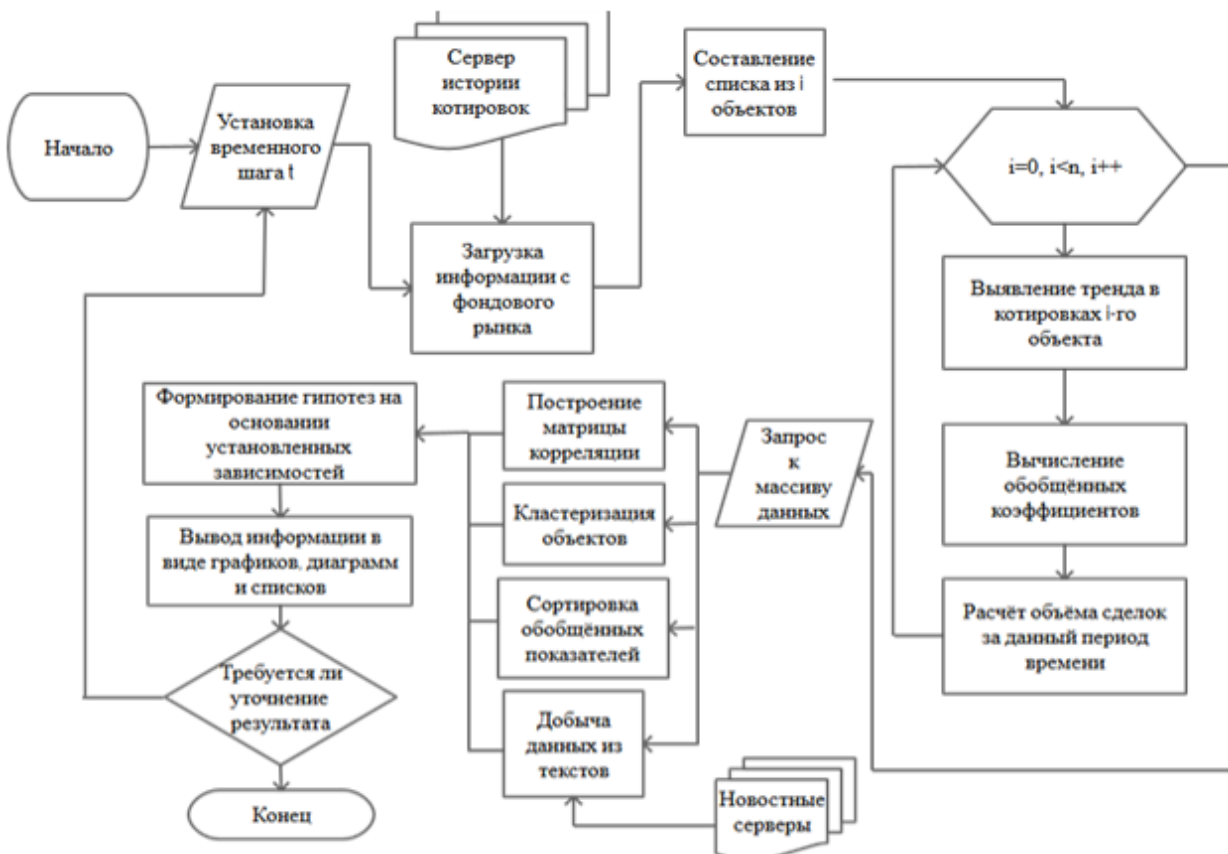 Начало
Установка
временного
шага t
Сервер
истории
котировок
Загрузка
информации с
фондового
рынка
Составление
списка из i
объектов
i=0, i<n, i++
Выявление тренда в
котировках i-го
объекта
Вычисление
обобщённых
коэффициентов
Расчёт объёма сделок
за данный период
времени
Запрос
к
массиву
данных
Построение
матрицы
корреляции
Кластеризация
объектов
Сортировка
обобщённых
показателей
Добыча
данных из
текстов
Новостные
серверы
Формирование гипотез на
основании
установленных
зависимостей
Вывод информации в
виде графиков, диаграмм
и списков
Требуется ли
уточнение
результата
Конец